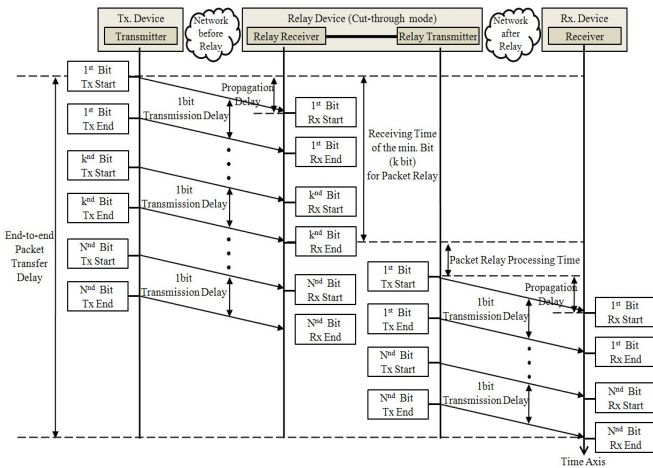 Tx. Device
Transmitter
Network
before
Relay
Relay Device (Cut-through mode)
Relay Receiver
Relay Transmitter
Network
after
Relay
Rx. Device
Receiver
1st Bit
Tx Start
1st Bit
Tx End
knd Bit
Tx Start
knd Bit
Tx End
Nnd Bit
Tx Start
Nnd Bit
Tx End
End-to-end
Packet
Transfer
Delay
1bit
Transmission Delay
1bit
Transmission Delay
1bit
Transmission Delay
Propagation
Delay
1st Bit
Rx Start
1st Bit
Rx End
knd Bit
Rx Start
knd Bit
Rx End
Nnd Bit
Rx Start
Nnd Bit
Rx End
Receiving Time
of the min. Bit
(k bit)
for Packet Relay
Packet Relay Processing Time
1st Bit
Tx Start
1st Bit
Tx End
Nnd Bit
Tx Start
Nnd Bit
Tx End
Propagation
Delay
1bit
Transmission Delay
1bit
Transmission Delay
1st Bit
Rx Start
1st Bit
Rx End
Nnd Bit
Rx Start
Nnd Bit
Rx End
Time Axis